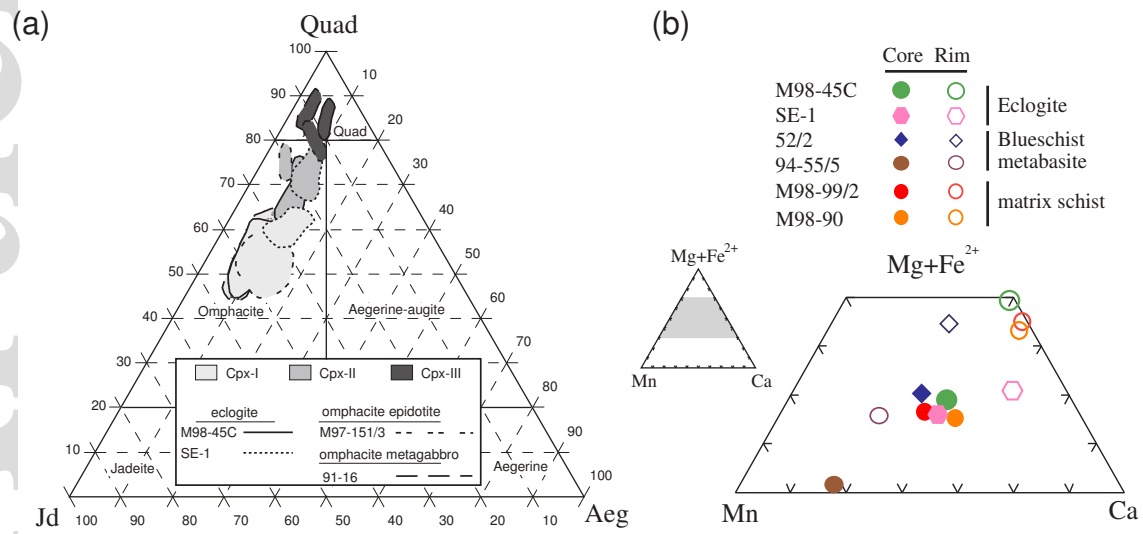 (a)
Quad
100
90
80
70
60
50
40
30
20
10
10
20
30
40
50
60
70
80
90
100
Quad
Omphacite
Aegerine-augite
Cpx-I
Cpx-II
Cpx-III
eclogite
M98-45C
SE-1
omphacite epidotite
M97-151/3
omphacite metagabbro
91-16
Jadeite
Aegerine
Jd
Aeg
100 90 80 70 60 50 40 30 20 10
(b)
Core Rim
M98-45C
SE-1
Eclogite
52/2
94-55/5
Blueschist
metabasite
M98-99/2
M98-90
matrix schist
Mg+Fe2+
Mn
Ca
Mg+Fe2+
Mn
Ca